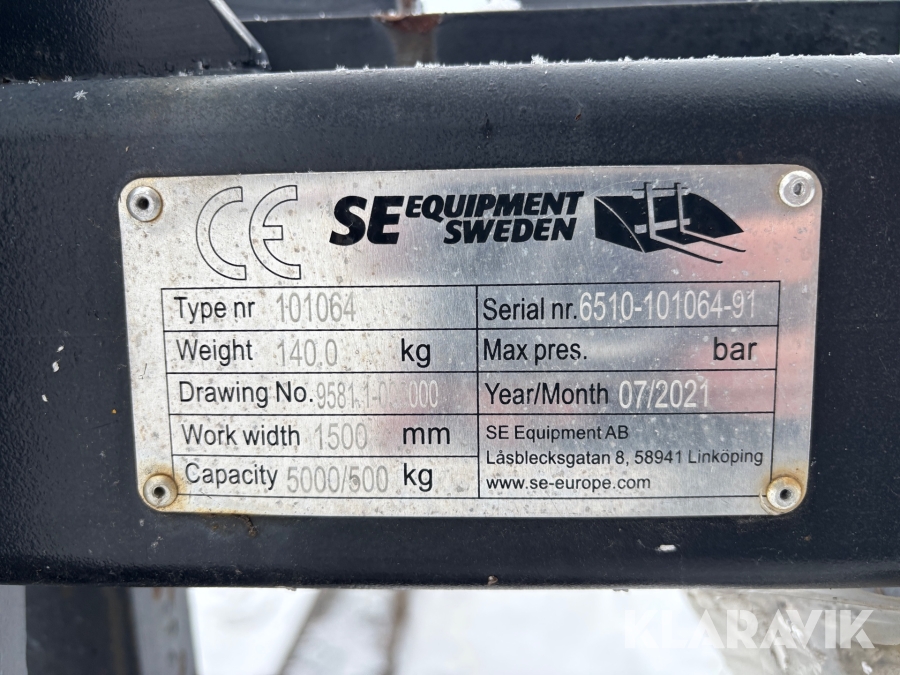 CE
SE EQUIPMENT
SWEDEN
Type nr 101064
Serial nr. 6510-101064-91
Weight 140.0 kg
Max pres. bar
Drawing No.
Year/Month 07/2021
Work width 1500 mm
Capacity 5000/500 kg
SE Equipment AB
Låsblecksgatan 8, 58941 Linköping
www.se-europe.com
KLARAVIK